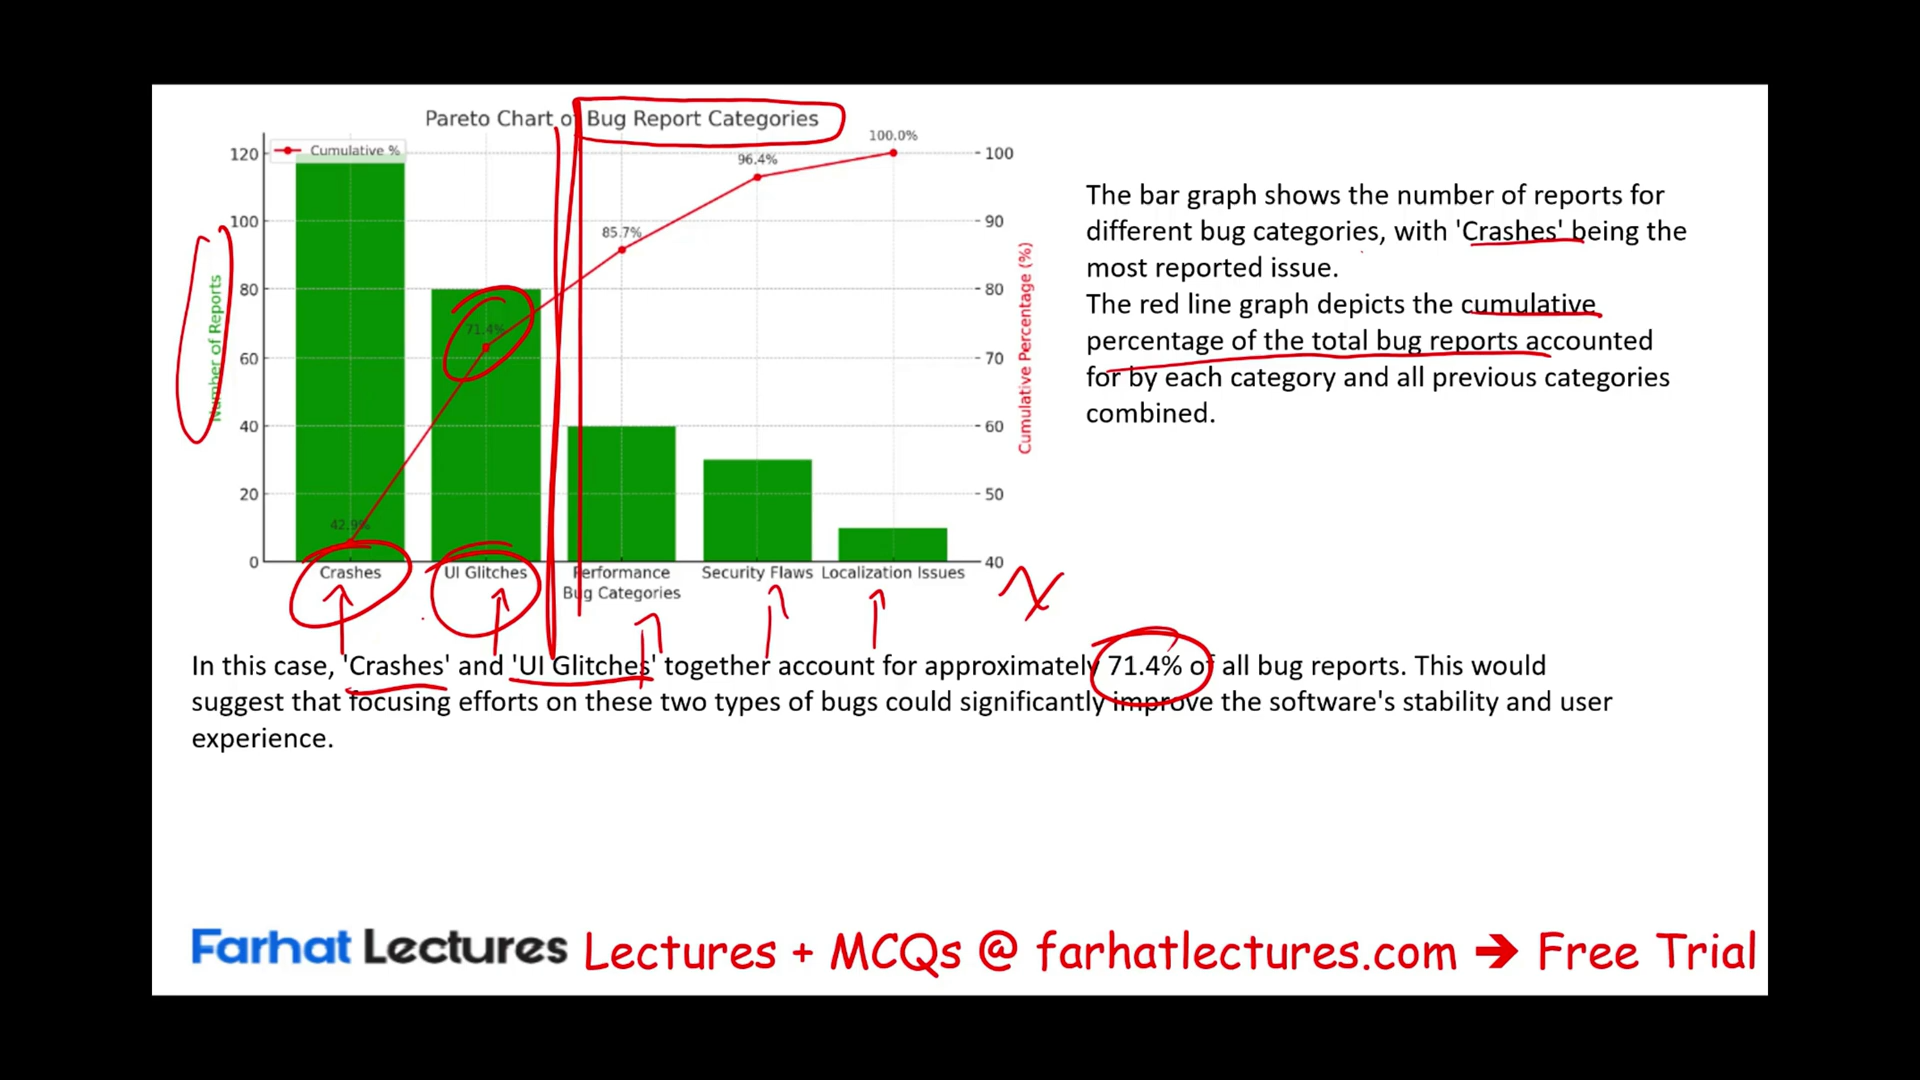 Pareto Chart of Bug Report Categories
Cumulative %
120
100
80
60
40
20
0
Number of Reports
42.9%
71.4%
85.7%
96.4%
100.0%
100
90
80
70
60
50
40
Cumulative Percentage (%)
Crashes UI Glitches Performance Security Flaws Localization Issues
Bug Categories
The bar graph shows the number of reports for
different bug categories, with 'Crashes' being the
most reported issue.
The red line graph depicts the cumulative
percentage of the total bug reports accounted
for by each category and all previous categories
combined.
In this case, 'Crashes' and 'UI Glitches' together account for approximately 71.4% of all bug reports. This would
suggest that focusing efforts on these two types of bugs could significantly improve the software's stability and user
experience.
Farhat Lectures Lectures + MCQs @ farhatlectures.com ➔ Free Trial